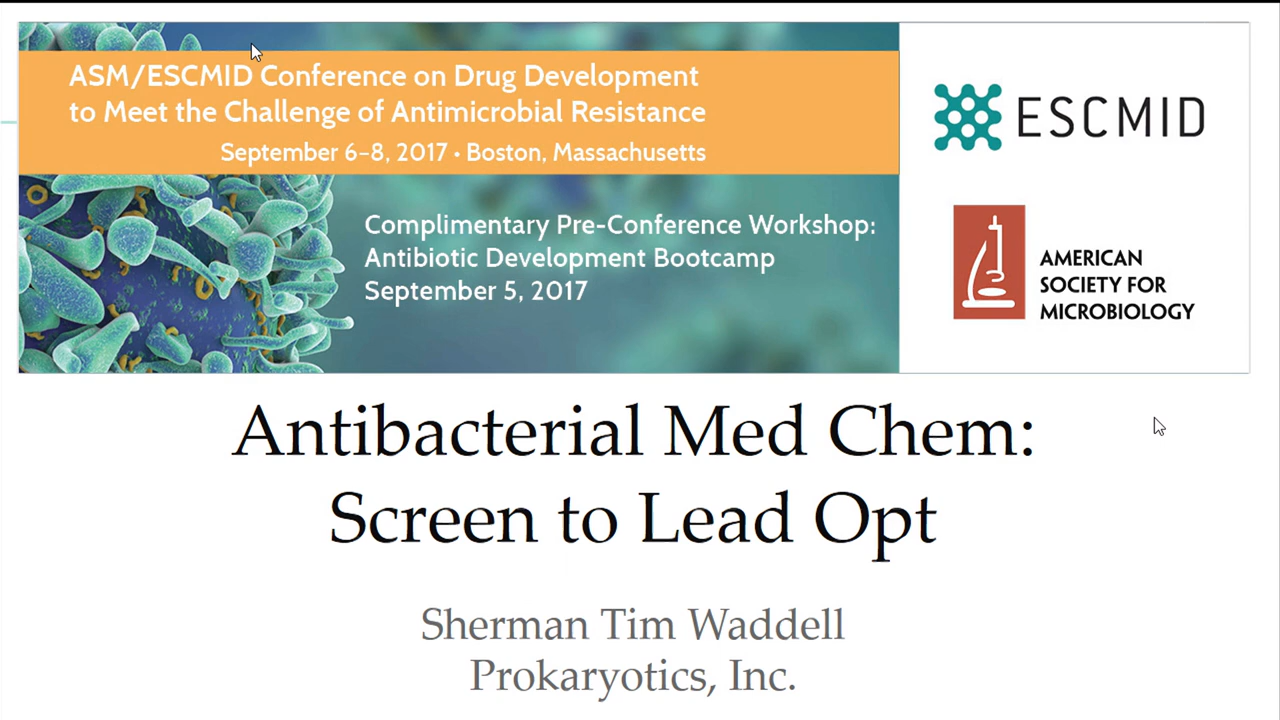 ASM/ESCMID Conference on Drug Development
to Meet the Challenge of Antimicrobial Resistance
September 6–8, 2017 • Boston, Massachusetts
Complimentary Pre-Conference Workshop:
Antibiotic Development Bootcamp
September 5, 2017
ESCMID
AMERICAN
SOCIETY FOR
MICROBIOLOGY
Antibacterial Med Chem:
Screen to Lead Opt
Sherman Tim Waddell
Prokaryotics, Inc.